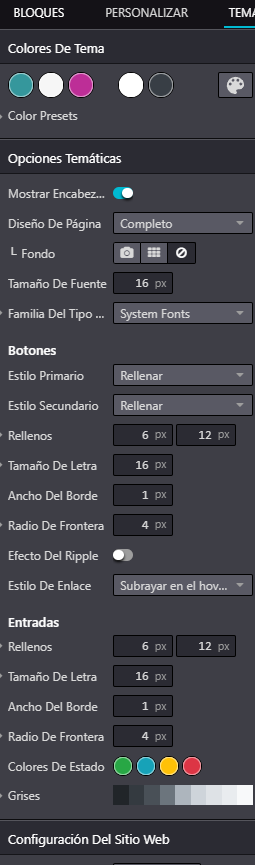 BLOQUES PERSONALIZAR TEMA
Colores De Tema
Color Presets
Opciones Temáticas
Mostrar Encabez...
Diseño De Página Completo
Fondo
Tamaño De Fuente 16 px
Familia Del Tipo ... System Fonts
Botones
Estilo Primario Rellenar
Estilo Secundario Rellenar
Rellenos 6 px 12 px
Tamaño De Letra 16 px
Ancho Del Borde 1 px
Radio De Frontera 4 px
Efecto Del Ripple
Estilo De Enlace Subrayar en el hov...
Entradas
Rellenos 6 px 12 px
Tamaño De Letra 16 px
Ancho Del Borde 1 px
Radio De Frontera 4 px
Colores De Estado
Grises
Configuración Del Sitio Web